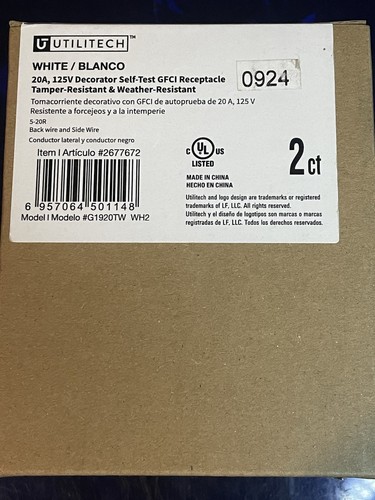 UTILITECH™
WHITE / BLANCO
20A, 125V Decorator Self-Test GFCI Receptacle
Tamper-Resistant & Weather-Resistant
0924
Tomacorriente decorativo con GFCI de autoprueba de 20 A, 125 V
Resistente a forcejeos y a la intemperie
5-20R
Back wire and Side Wire
Conductor lateral y conductor negro
Item | Artículo #2677672
6 957064 501148
Model | Modelo #G1920TW WH2
C UL US
LISTED
MADE IN CHINA
HECHO EN CHINA
2 ct
Utilitech and logo design are trademarks or registered
trademarks of LF, LLC. All rights reserved.
Utilitech y el diseño de logotipos son marcas o marcas
registradas de LF, LLC. Todos los derechos reservados.